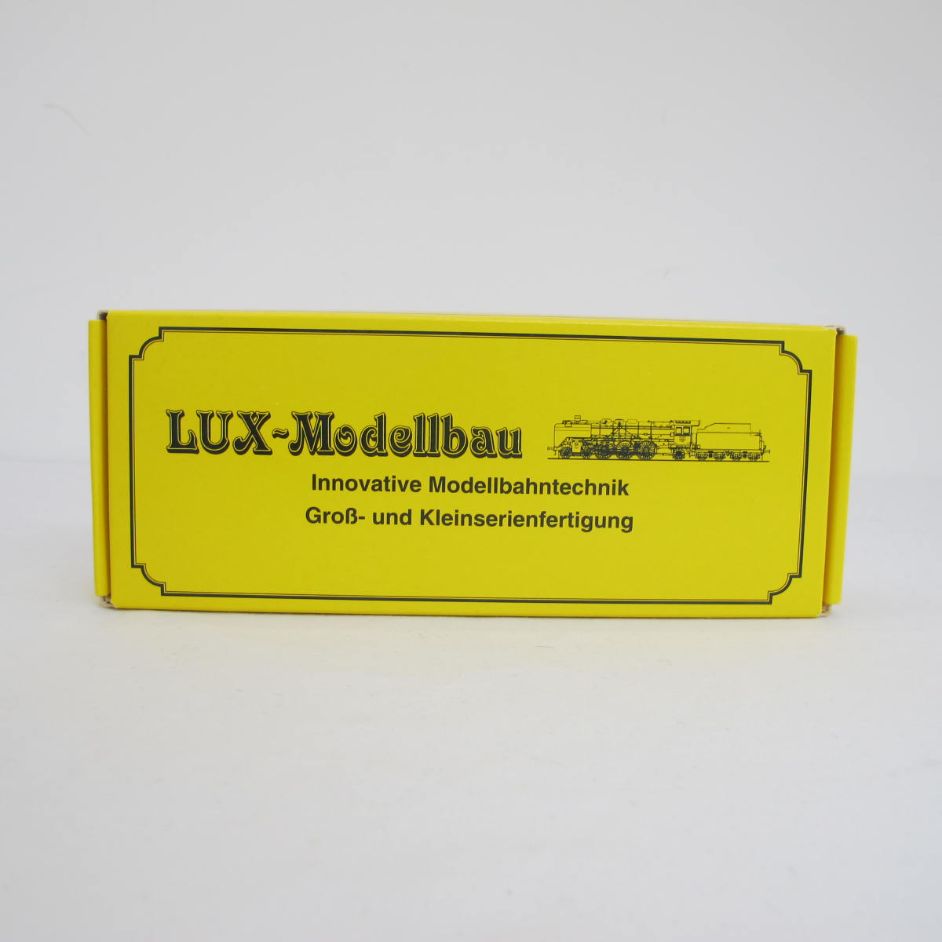 LUX-Modellbau
Innovative Modellbahntechnik
Groß- und Kleinserienfertigung